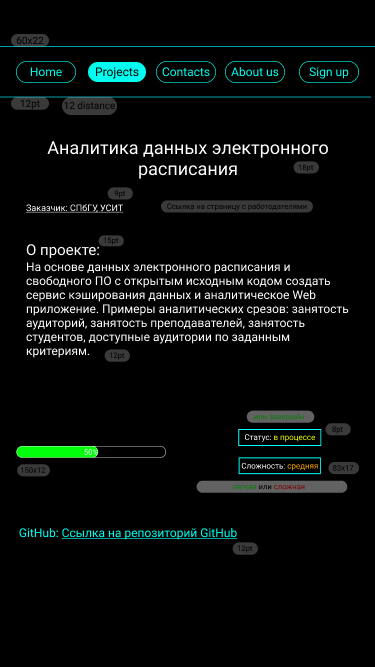 60x22
Home Projects Contacts About us Sign up
12pt 12 distance
Аналитика данных электронного
расписания
18pt
9pt
Заказчик: СПбГУ, УСИТ Ссылка на страницу с работодателями
15pt
О проекте:
На основе данных электронного расписания и
свободного ПО с открытым исходным кодом создать
сервис кэширования данных и аналитическое Web
приложение. Примеры аналитических срезов: занятость
аудиторий, занятость преподавателей, занятость
студентов, доступные аудитории по заданным
критериям.
12pt
или завершён
8pt
Статус: в процессе
50%
Сложность: средняя
150x12 83x17
легкая или сложная
GitHub: Ссылка на репозиторий GitHub
12pt